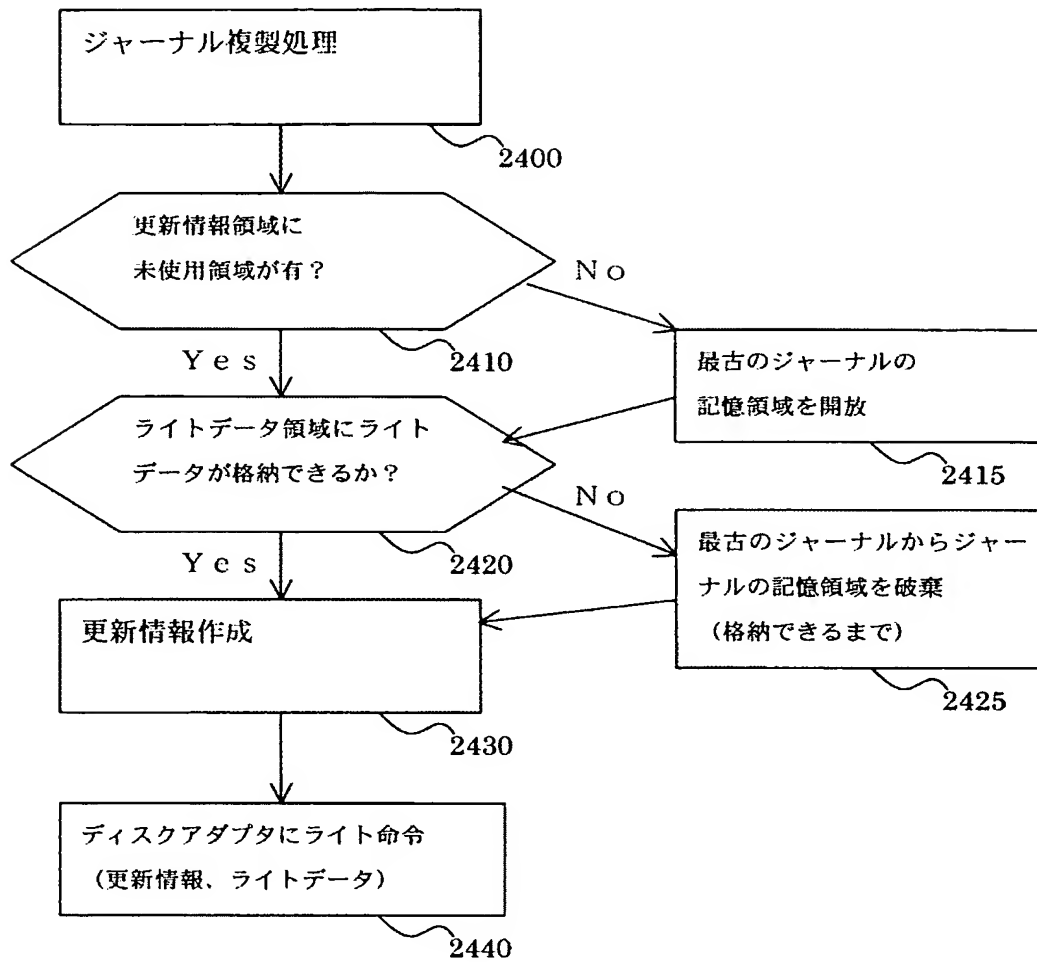 ジャーナル複製処理
2400
更新情報領域に
未使用領域が有?
No
2410
Yes
最古のジャーナルの
記憶領域を開放
2415
ライトデータ領域にライト
データが格納できるか?
No
2420
Yes
最古のジャーナルからジャー
ナルの記憶領域を破棄
(格納できるまで)
2425
更新情報作成
2430
ディスクアダプタにライト命令
(更新情報、ライトデータ)
2440